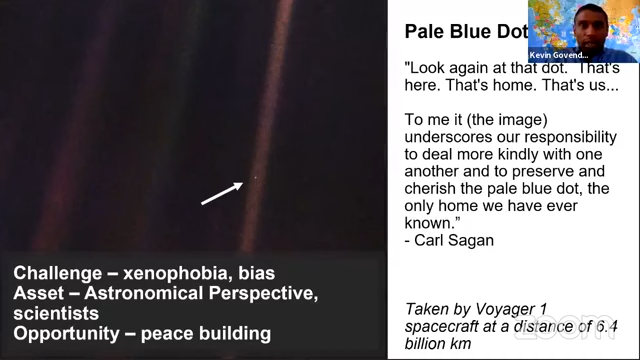 Pale Blue Dot
Kevin Govend...
"Look again at that dot.  That's
here. That's home. That's us...
To me it (the image)
underscores our responsibility
to deal more kindly with one
another and to preserve and
cherish the pale blue dot, the
only home we have ever
known.”
- Carl Sagan
Challenge – xenophobia, bias
Asset – Astronomical Perspective,
scientists
Opportunity – peace building
Taken by Voyager 1
spacecraft at a distance of 6.4
billion km
zoom